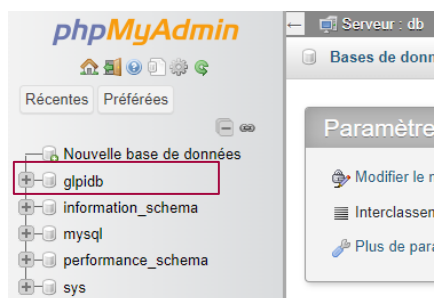 phpMyAdmin
Récentes Préférées
Nouvelle base de données
glpidb
information_schema
mysql
performance_schema
sys
← Serveur : db
Bases de donn
Paramètre
Modifier le
Interclassen
Plus de para